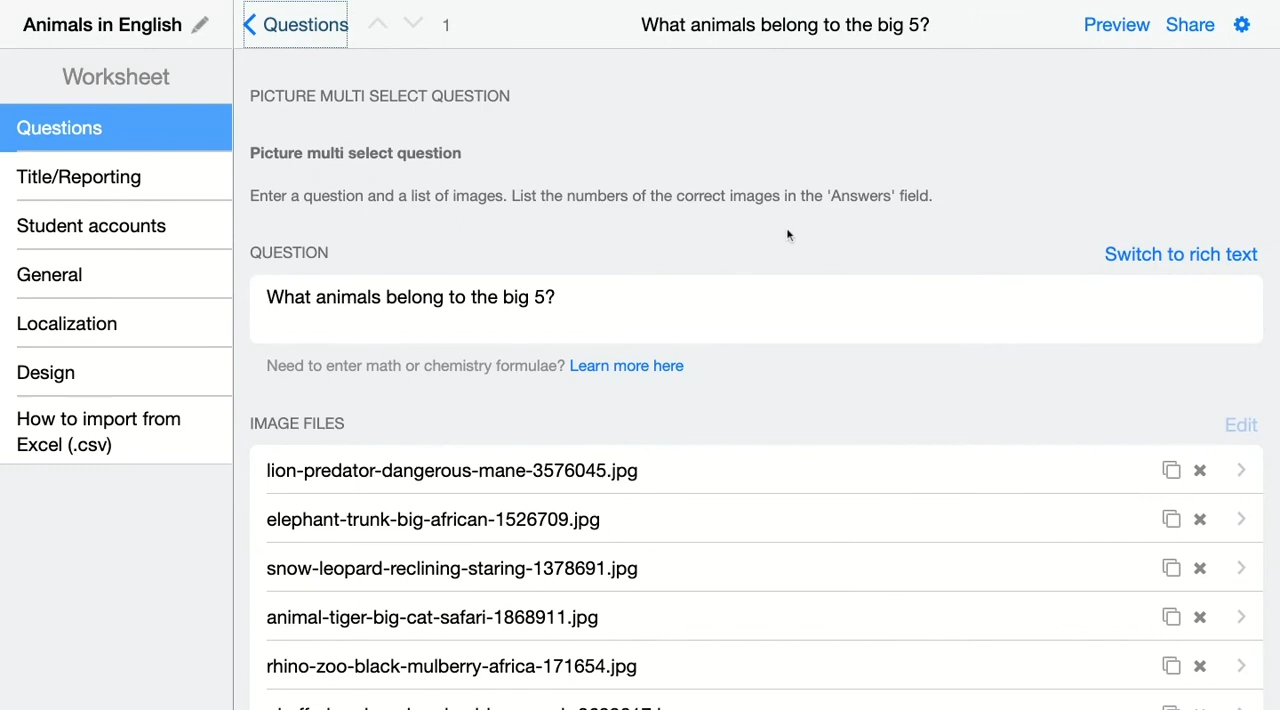 Animals in English
Questions
1
What animals belong to the big 5?
Preview
Share
Worksheet
Questions
Title/Reporting
Student accounts
General
Localization
Design
How to import from
Excel (.csv)
PICTURE MULTI SELECT QUESTION
Picture multi select question
Enter a question and a list of images. List the numbers of the correct images in the 'Answers' field.
QUESTION
Switch to rich text
What animals belong to the big 5?
Need to enter math or chemistry formulae? Learn more here
IMAGE FILES
Edit
lion-predator-dangerous-mane-3576045.jpg
elephant-trunk-big-african-1526709.jpg
snow-leopard-reclining-staring-1378691.jpg
animal-tiger-big-cat-safari-1868911.jpg
rhino-zoo-black-mulberry-africa-171654.jpg